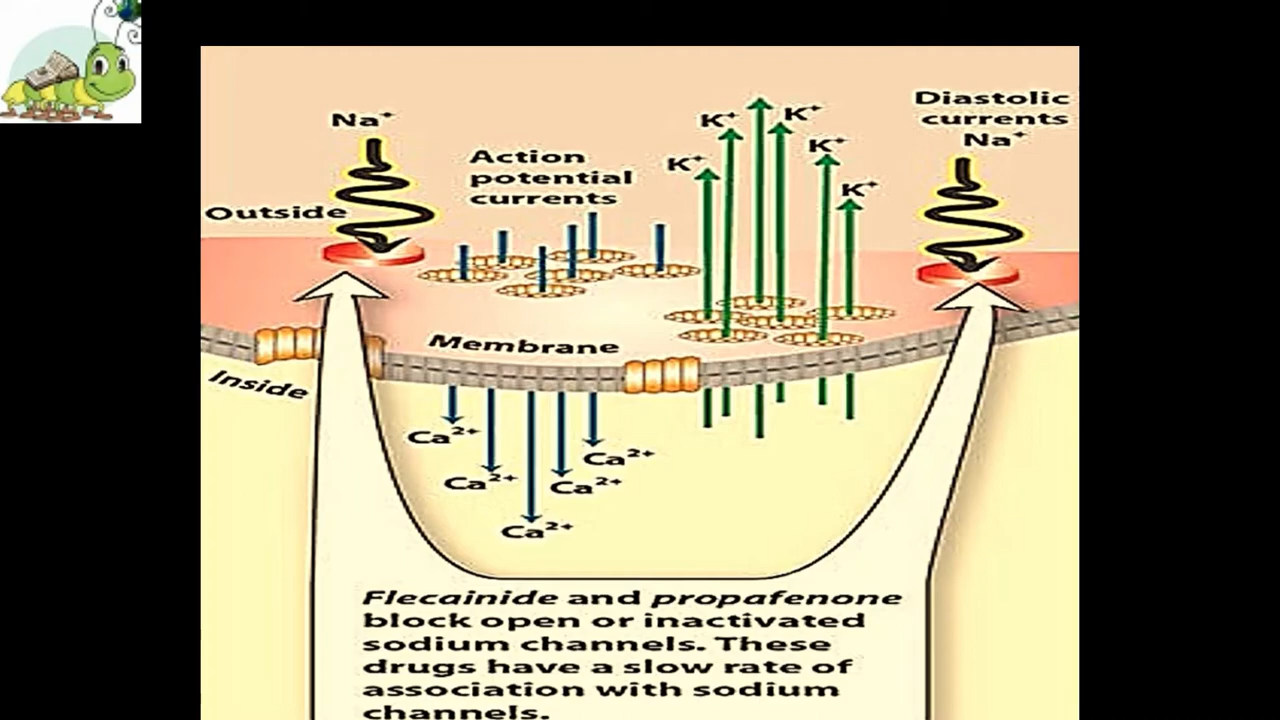 Diastolic
currents
Na⁺
Na⁺
K⁺
K⁺
K⁺
K⁺
K⁺
Action
potential
currents
Outside
Membrane
Inside
Ca²⁺
Ca²⁺
Ca²⁺
Ca²⁺
Ca²⁺
Flecainide and propafenone
block open or inactivated
sodium channels. These
drugs have a slow rate of
association with sodium
channels.